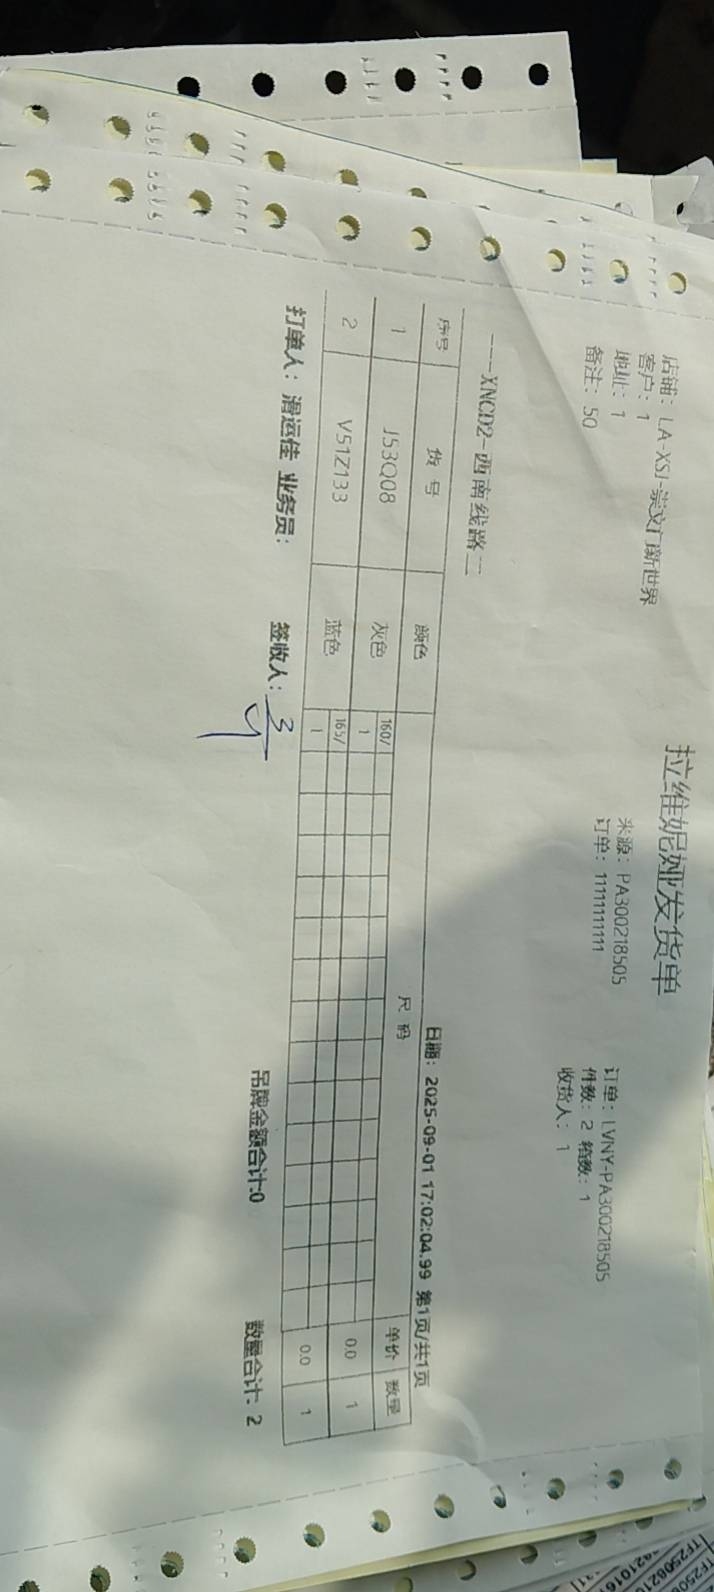 拉维妮娅发货单
店铺：LA-XSJ-崇文门新世界
客户：1
来源：PA300218505
订单：LVNY-PA300218505
地址：1
订单：11111111111
件数：2 箱数：1
备注：50
收货人：1
---XNCD2-西南线路二
日期：2025-09-01 17:02:04.99 第1页/共1页
序号 货号 颜色 尺码 单价 数量
1 J53Q08 灰色 160/ 1 0.0 1
2 V51Z133 蓝色 165/ 1 0.0 1
打单人：滑运佳 业务员： 签收人： 吊牌金额合计:0 数量合计：2